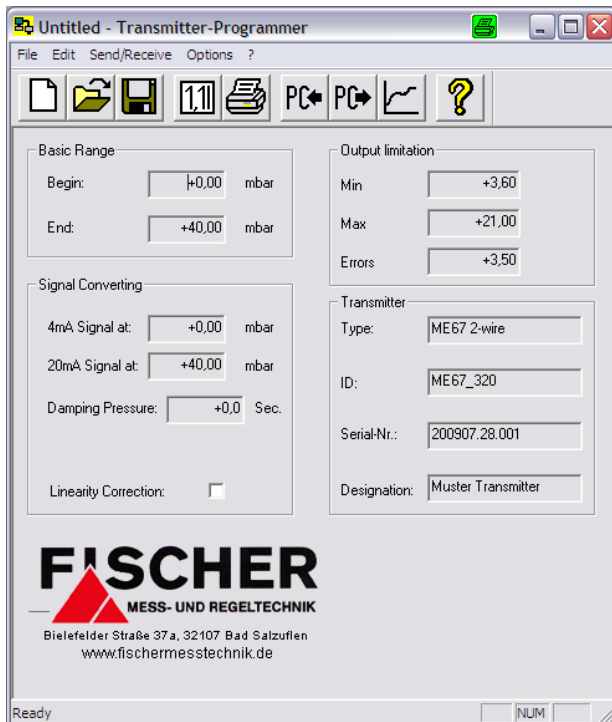 Untitled - Transmitter-Programmer
File Edit Send/Receive Options ?
1,1 PC PC ?
Basic Range
Begin: +0,00 mbar
End: +40,00 mbar
Signal Converting
4mA Signal at: +0,00 mbar
20mA Signal at: +40,00 mbar
Damping Pressure: +0,0 Sec.
Linearity Correction:
Output limitation
Min +3,60
Max +21,00
Errors +3,50
Transmitter
Type: ME67 2-wire
ID: ME67_320
Serial-Nr.: 200907.28.001
Designation: Muster Transmitter
FISCHER
MESS- UND REGELTECHNIK
Bielefelder Straße 37a, 32107 Bad Salzuflen
www.fischermesstechnik.de
Ready NUM